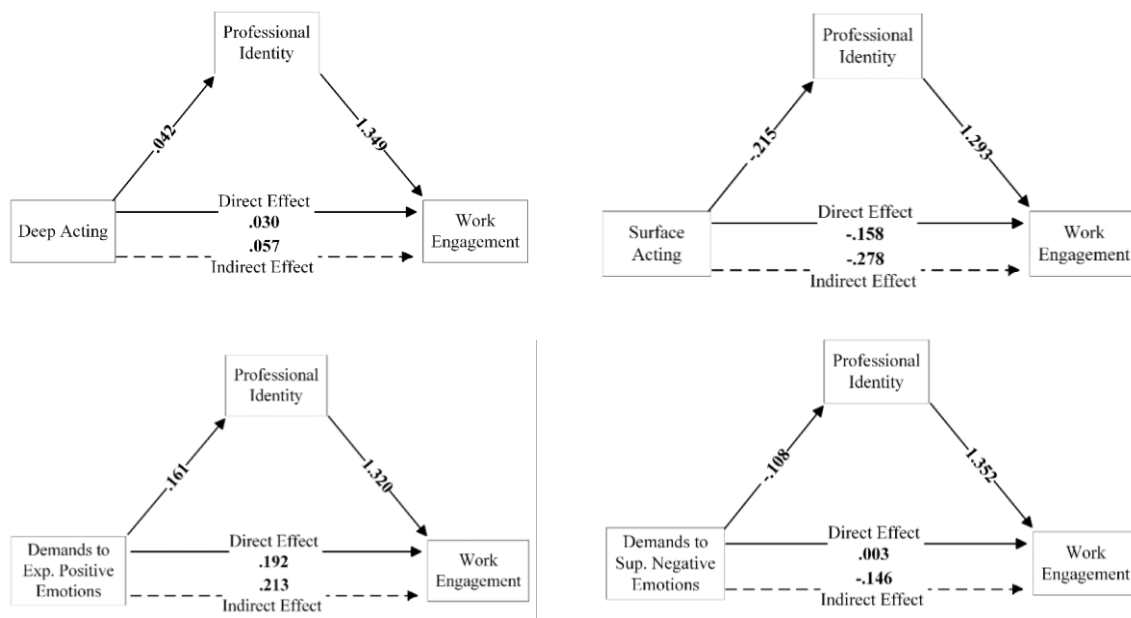 Professional
Identity
.042
1.349
Direct Effect
.030
.057
Indirect Effect
Deep Acting
Work
Engagement
Professional
Identity
-.215
1.293
Direct Effect
-.158
-.278
Indirect Effect
Surface
Acting
Work
Engagement
Professional
Identity
.161
1.320
Direct Effect
.192
.213
Indirect Effect
Demands to
Exp. Positive
Emotions
Work
Engagement
Professional
Identity
-.108
1.352
Direct Effect
.003
-.146
Indirect Effect
Demands to
Sup. Negative
Emotions
Work
Engagement